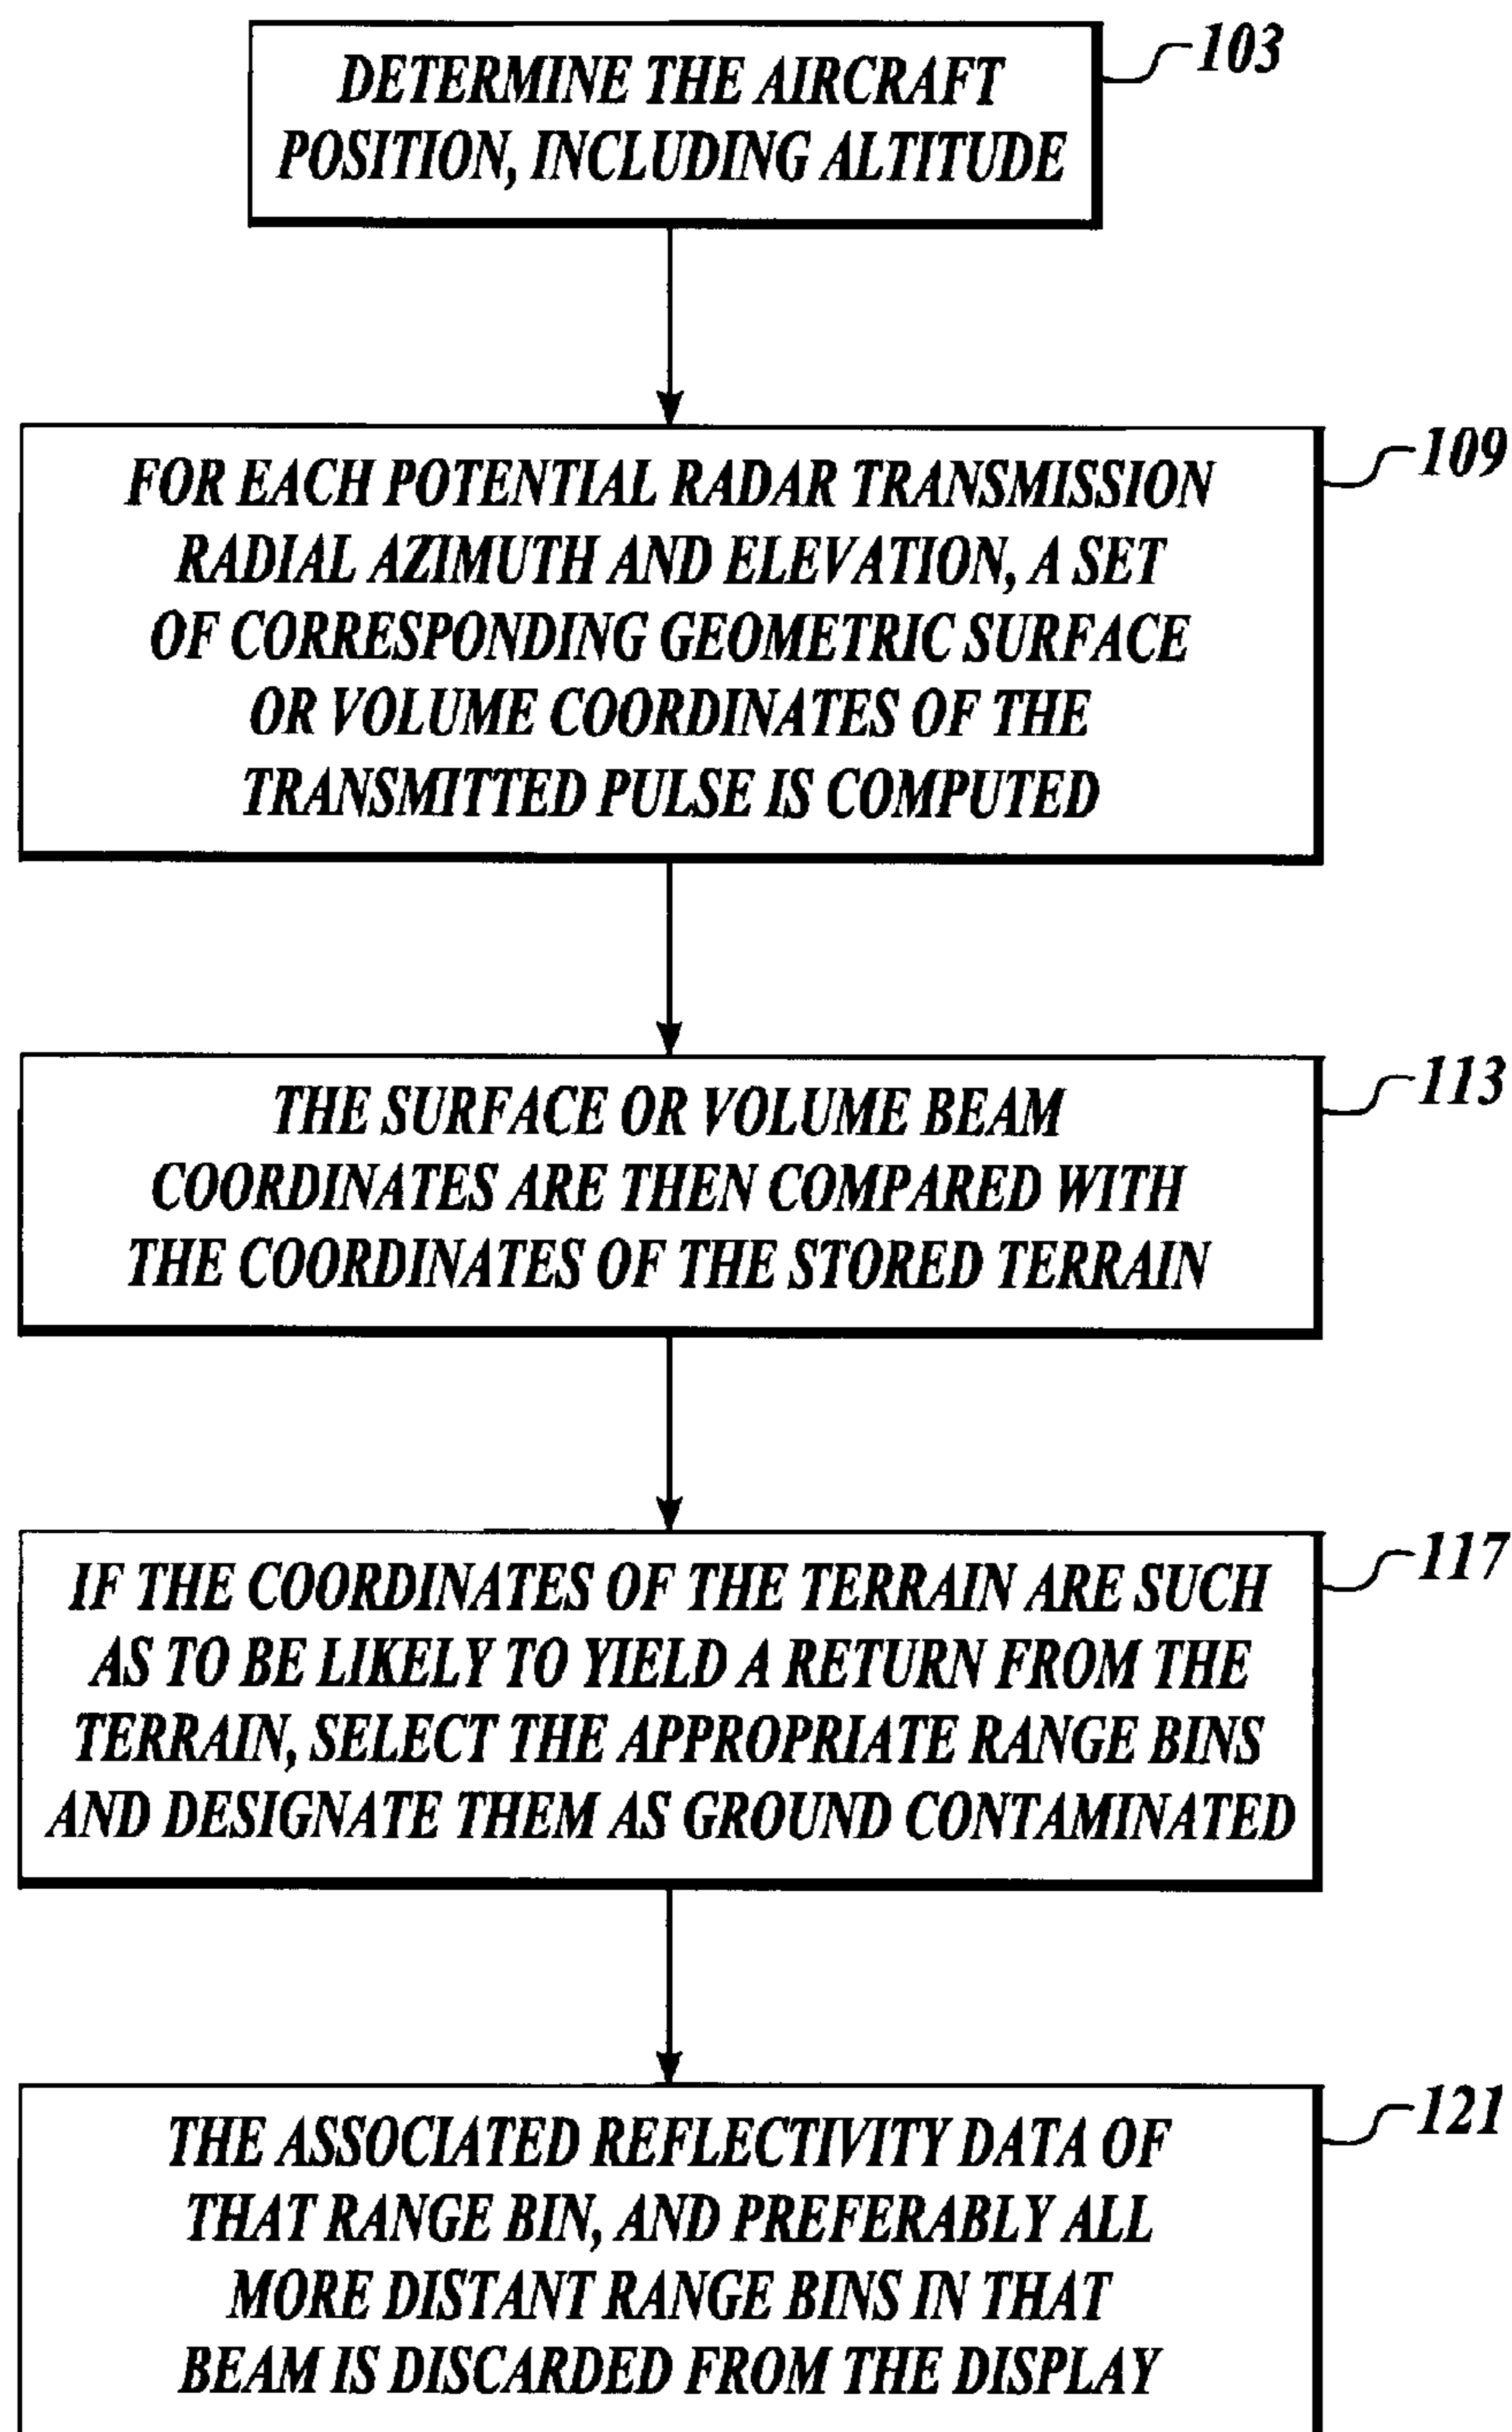 DETERMINE THE AIRCRAFT
POSITION, INCLUDING ALTITUDE
103
FOR EACH POTENTIAL RADAR TRANSMISSION
RADIAL AZIMUTH AND ELEVATION, A SET
OF CORRESPONDING GEOMETRIC SURFACE
OR VOLUME COORDINATES OF THE
TRANSMITTED PULSE IS COMPUTED
109
THE SURFACE OR VOLUME BEAM
COORDINATES ARE THEN COMPARED WITH
THE COORDINATES OF THE STORED TERRAIN
113
IF THE COORDINATES OF THE TERRAIN ARE SUCH
AS TO BE LIKELY TO YIELD A RETURN FROM THE
TERRAIN, SELECT THE APPROPRIATE RANGE BINS
AND DESIGNATE THEM AS GROUND CONTAMINATED
117
THE ASSOCIATED REFLECTIVITY DATA OF
THAT RANGE BIN, AND PREFERABLY ALL
MORE DISTANT RANGE BINS IN THAT
BEAM IS DISCARDED FROM THE DISPLAY
121